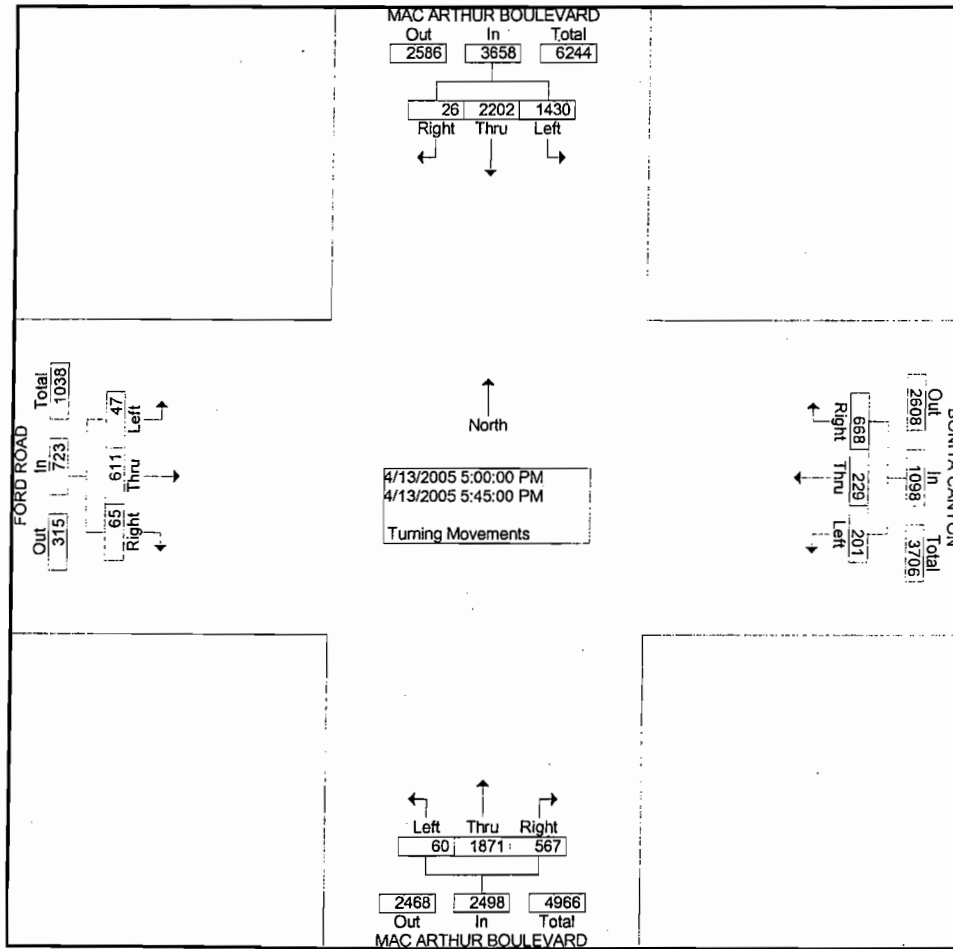 MAC ARTHUR BOULEVARD
Out In Total
2586 3658 6244
26 2202 1430
Right Thru Left
FORD ROAD
Total In Out
1038 723 315
47 611 65
Left Thru Right
North
4/13/2005 5:00:00 PM
4/13/2005 5:45:00 PM
Turning Movements
668 229 201
Right Thru Left
Out In Total
2608 1098 3706
BONITA CANYON
Left Thru Right
60 1871 567
2468 2498 4966
Out In Total
MAC ARTHUR BOULEVARD